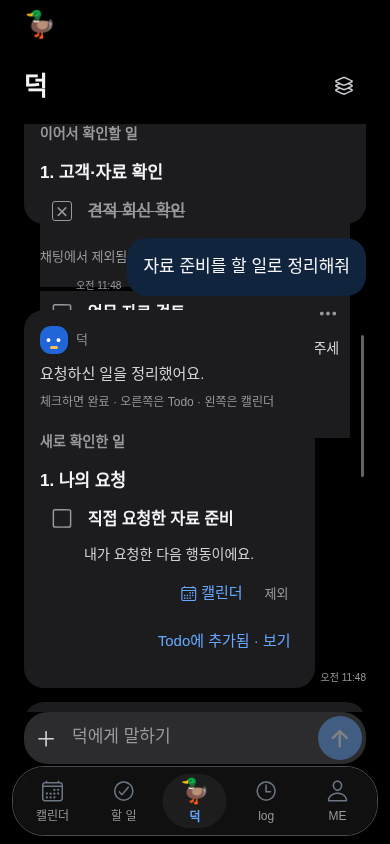 덕
이어서 확인할 일
1. 고객·자료 확인
견적 회신 확인
채팅에서 제외됨
자료 준비를 할 일로 정리해줘
오전 11:48
덕
주세
요청하신 일을 정리했어요.
체크하면 완료 · 오른쪽은 Todo · 왼쪽은 캘린더
새로 확인한 일
1. 나의 요청
직접 요청한 자료 준비
내가 요청한 다음 행동이에요.
캘린더 제외
Todo에 추가됨 · 보기
오전 11:48
덕에게 말하기
캘린더 할 일 덕 log ME